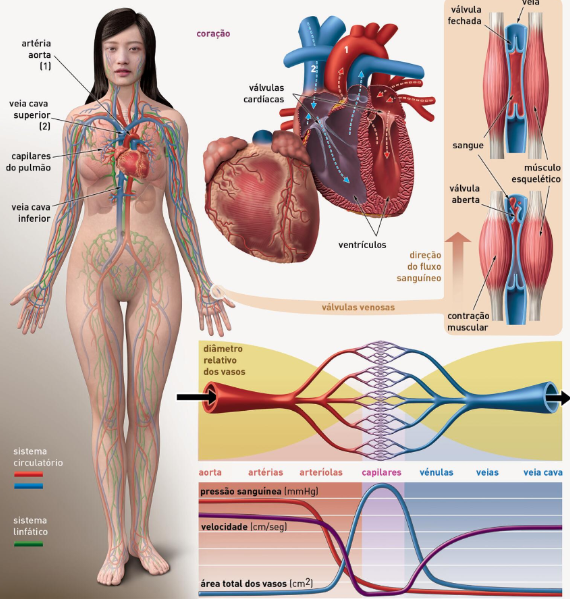 artéria
aorta
(1)
veia cava
superior
(2)
capilares
do pulmão
veia cava
inferior
sistema
circulatório
sistema
linfático
coração
1
2
válvulas
cardíacas
ventrículos
válvula
fechada
veia
sangue
músculo
esquelético
válvula
aberta
direção
do fluxo
sanguíneo
contração
muscular
válvulas venosas
diâmetro
relativo
dos vasos
aorta artérias arteríolas capilares vênulas veias veia cava
pressão sanguínea (mmHg)
velocidade (cm/seg)
área total dos vasos (cm²)